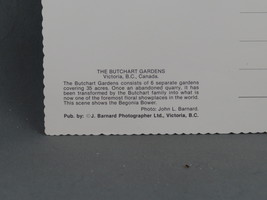 THE BUTCHART GARDENS
Victoria, B.C., Canada.
The Butchart Gardens consists of 6 separate gardens
covering 35 acres. Once an abandoned quarry, it has
been transformed by the Butchart family into what is
now one of the foremost floral showplaces in the world.
This scene shows the Begonia Bower.
Photo: John L. Barnard.
Pub. by: © J. Barnard Photographer Ltd., Victoria, B.C.